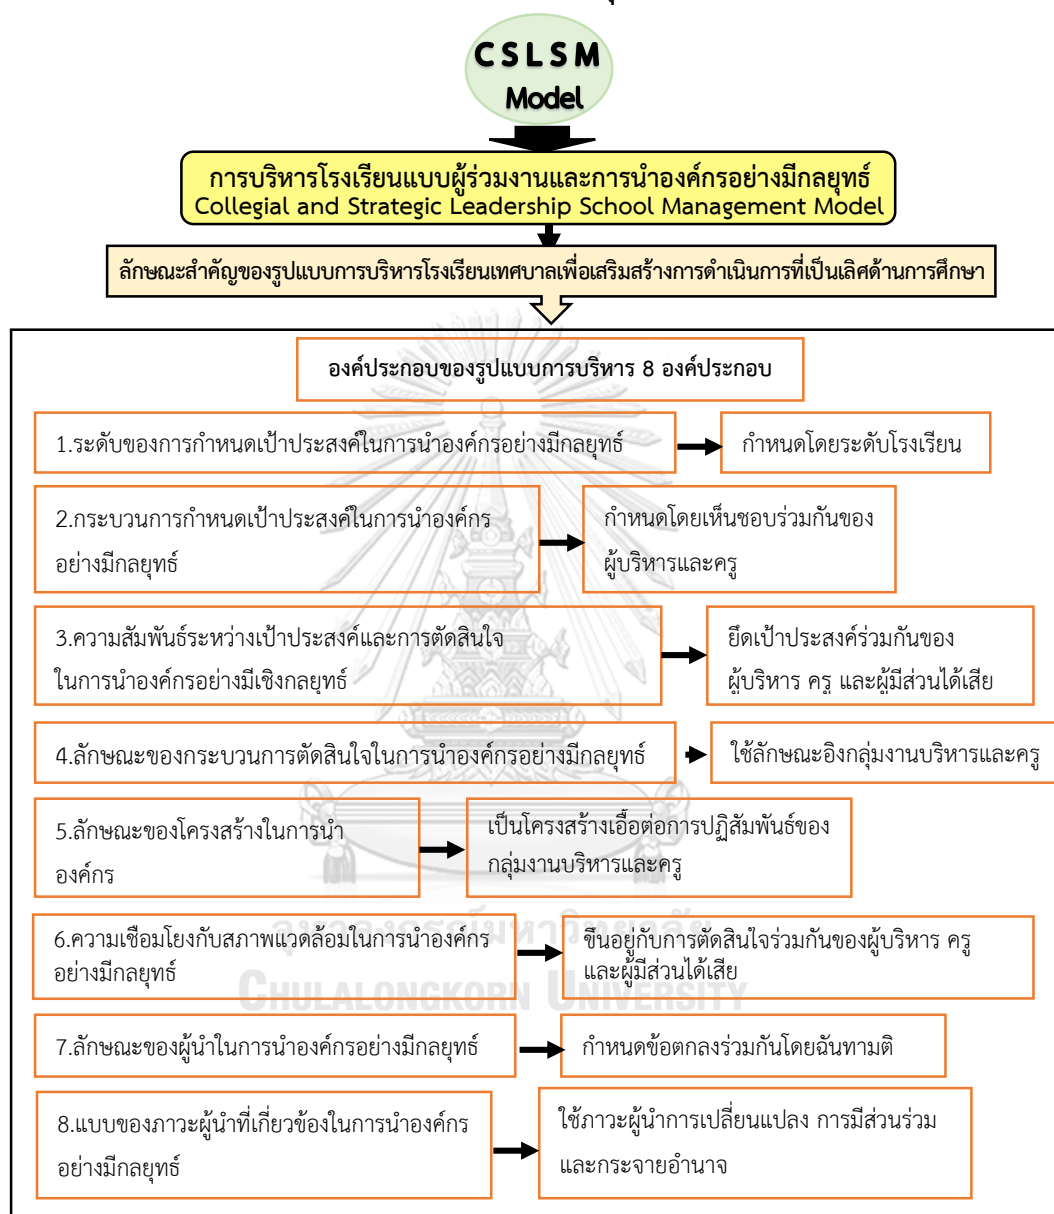 CSLSM
Model
การบริหารโรงเรียนแบบผู้ร่วมงานและการนำองค์กรอย่างมีกลยุทธ์
Collegial and Strategic Leadership School Management Model
ลักษณะสำคัญของรูปแบบการบริหารโรงเรียนเทศบาลเพื่อเสริมสร้างการดำเนินการที่เป็นเลิศด้านการศึกษา
องค์ประกอบของรูปแบบการบริหาร 8 องค์ประกอบ
1.ระดับของการกำหนดเป้าประสงค์ในการนำองค์กรอย่างมีกลยุทธ์
กำหนดโดยระดับโรงเรียน
2.กระบวนการกำหนดเป้าประสงค์ในการนำองค์กร
อย่างมีกลยุทธ์
กำหนดโดยเห็นชอบร่วมกันของ
ผู้บริหารและครู
3.ความสัมพันธ์ระหว่างเป้าประสงค์และการตัดสินใจ
ในการนำองค์กรอย่างมีเชิงกลยุทธ์
ยึดเป้าประสงค์ร่วมกันของ
ผู้บริหาร ครู และผู้มีส่วนได้เสีย
4.ลักษณะของกระบวนการตัดสินใจในการนำองค์กรอย่างมีกลยุทธ์
ใช้ลักษณะอิงกลุ่มงานบริหารและครู
5.ลักษณะของโครงสร้างในการนำ
องค์กร
เป็นโครงสร้างเอื้อต่อการปฏิสัมพันธ์ของ
กลุ่มงานบริหารและครู
จุฬาลงกรณ์มหาวิทยาลัย
CHULALONGKORN UNIVERSITY
6.ความเชื่อมโยงกับสภาพแวดล้อมในการนำองค์กร
อย่างมีกลยุทธ์
ขึ้นอยู่กับการตัดสินใจร่วมกันของผู้บริหาร ครู
และผู้มีส่วนได้เสีย
7.ลักษณะของผู้นำในการนำองค์กรอย่างมีกลยุทธ์
กำหนดข้อตกลงร่วมกันโดยฉันทามติ
8.แบบของภาวะผู้นำที่เกี่ยวข้องในการนำองค์กร
อย่างมีกลยุทธ์
ใช้ภาวะผู้นำการเปลี่ยนแปลง การมีส่วนร่วม
และกระจายอำนาจ